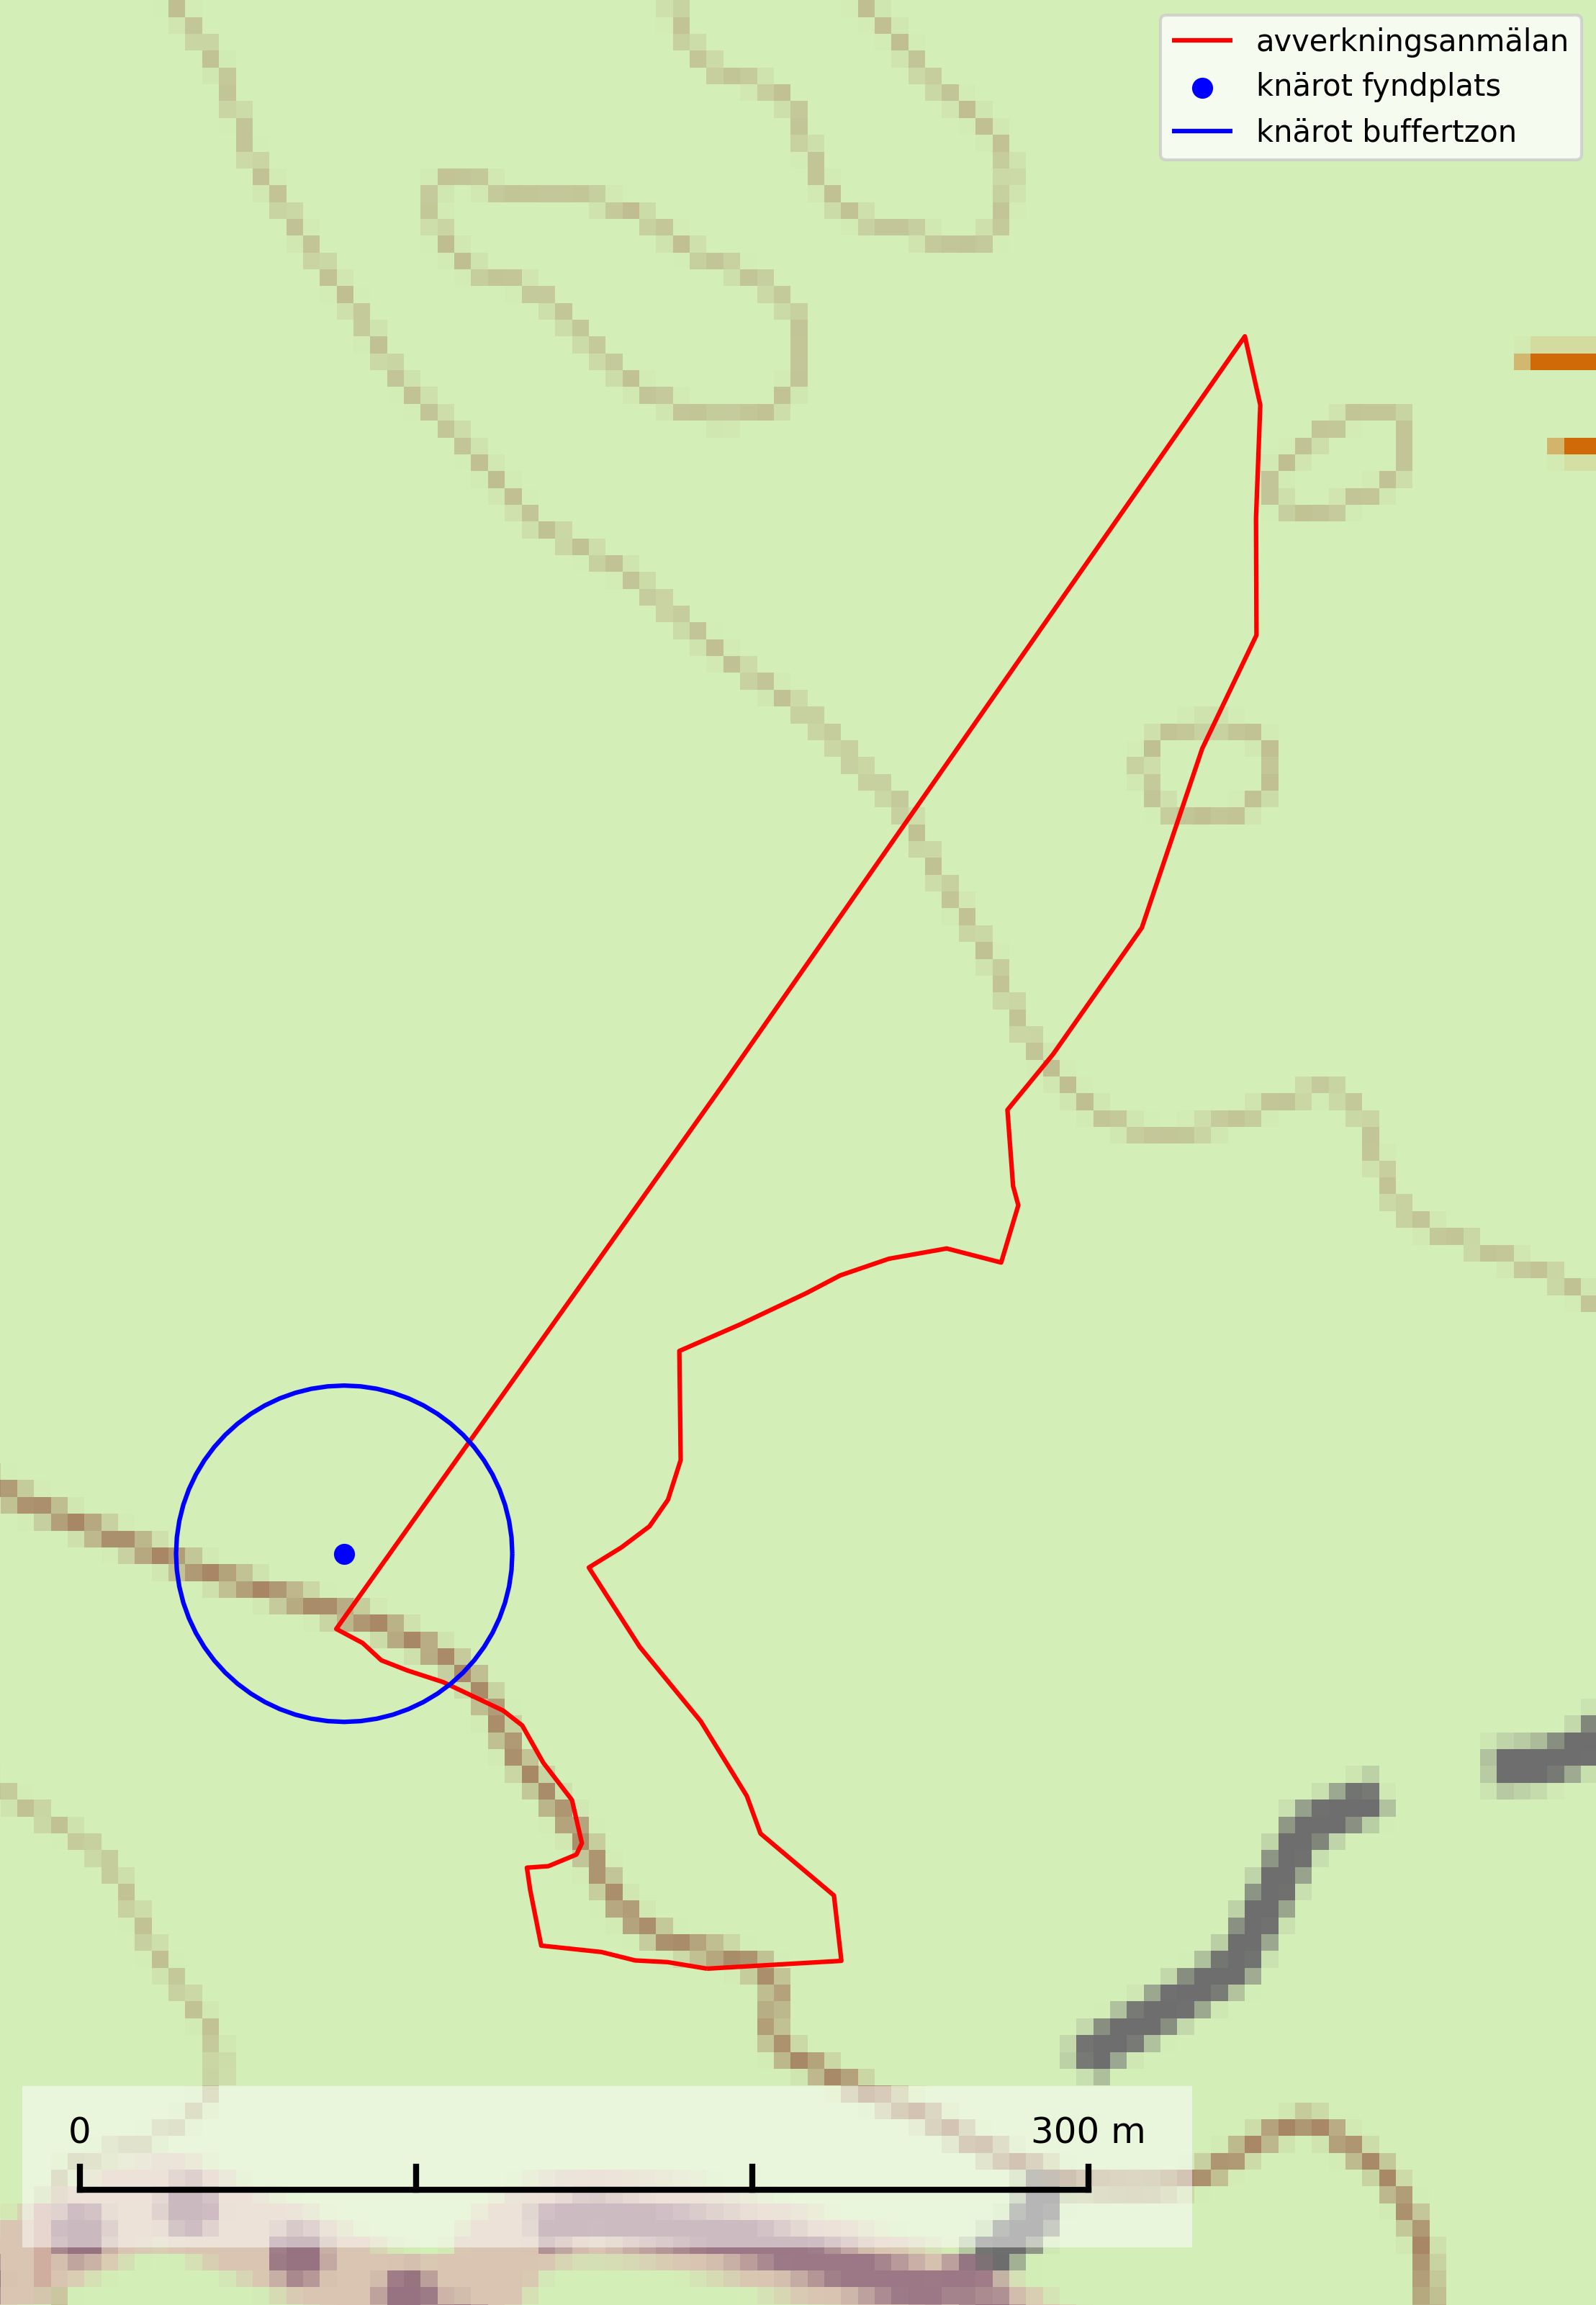 avverkningsanmälan
knärot fyndplats
knärot buffertzon
0 300 m